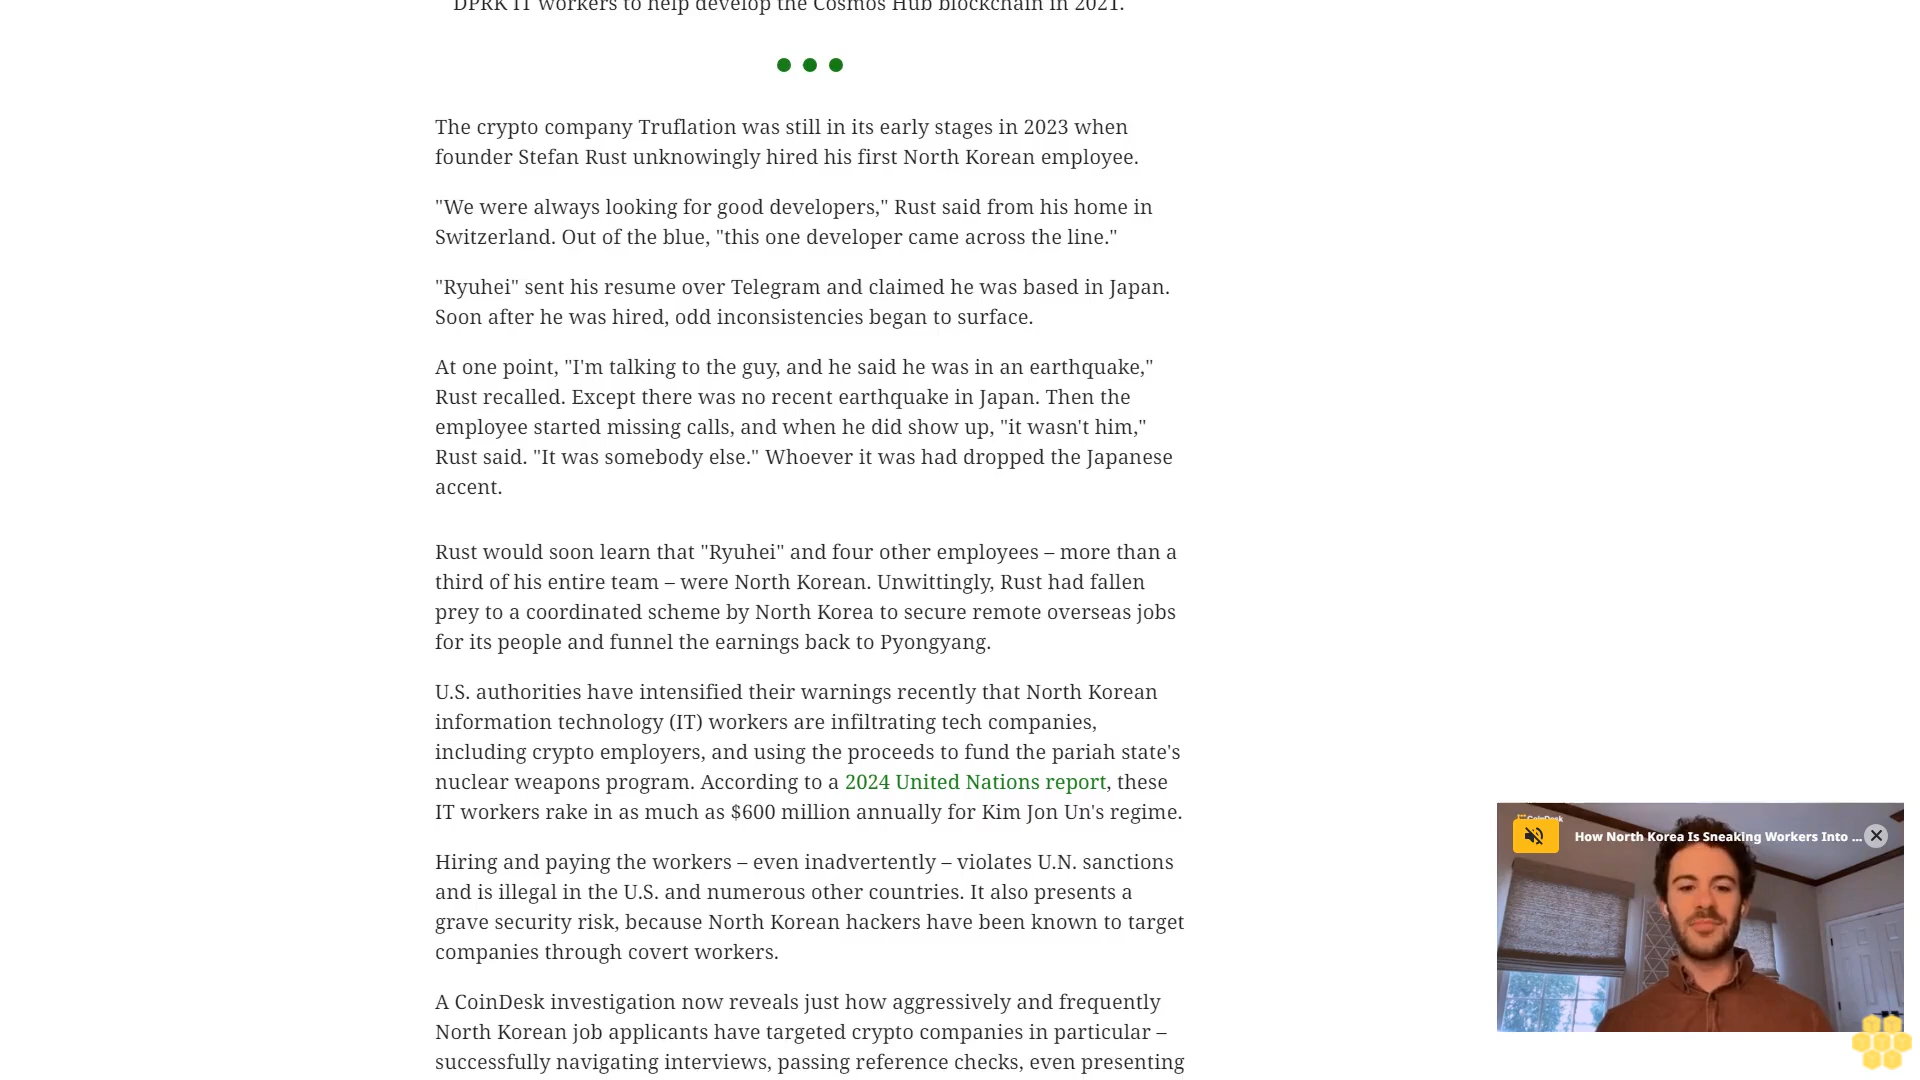 DPRK IT workers to help develop the Cosmos Hub blockchain in 2021.
The crypto company Truflation was still in its early stages in 2023 when
founder Stefan Rust unknowingly hired his first North Korean employee.
"We were always looking for good developers," Rust said from his home in
Switzerland. Out of the blue, "this one developer came across the line."
"Ryuhei" sent his resume over Telegram and claimed he was based in Japan.
Soon after he was hired, odd inconsistencies began to surface.
At one point, "I'm talking to the guy, and he said he was in an earthquake,"
Rust recalled. Except there was no recent earthquake in Japan. Then the
employee started missing calls, and when he did show up, "it wasn't him,"
Rust said. "It was somebody else." Whoever it was had dropped the Japanese
accent.
Rust would soon learn that "Ryuhei" and four other employees – more than a
third of his entire team – were North Korean. Unwittingly, Rust had fallen
prey to a coordinated scheme by North Korea to secure remote overseas jobs
for its people and funnel the earnings back to Pyongyang.
U.S. authorities have intensified their warnings recently that North Korean
information technology (IT) workers are infiltrating tech companies,
including crypto employers, and using the proceeds to fund the pariah state's
nuclear weapons program. According to a 2024 United Nations report, these
IT workers rake in as much as $600 million annually for Kim Jon Un's regime.
Hiring and paying the workers – even inadvertently – violates U.N. sanctions
and is illegal in the U.S. and numerous other countries. It also presents a
grave security risk, because North Korean hackers have been known to target
companies through covert workers.
A CoinDesk investigation now reveals just how aggressively and frequently
North Korean job applicants have targeted crypto companies in particular –
successfully navigating interviews, passing reference checks, even presenting
CoinDesk
How North Korea Is Sneaking Workers Into ...